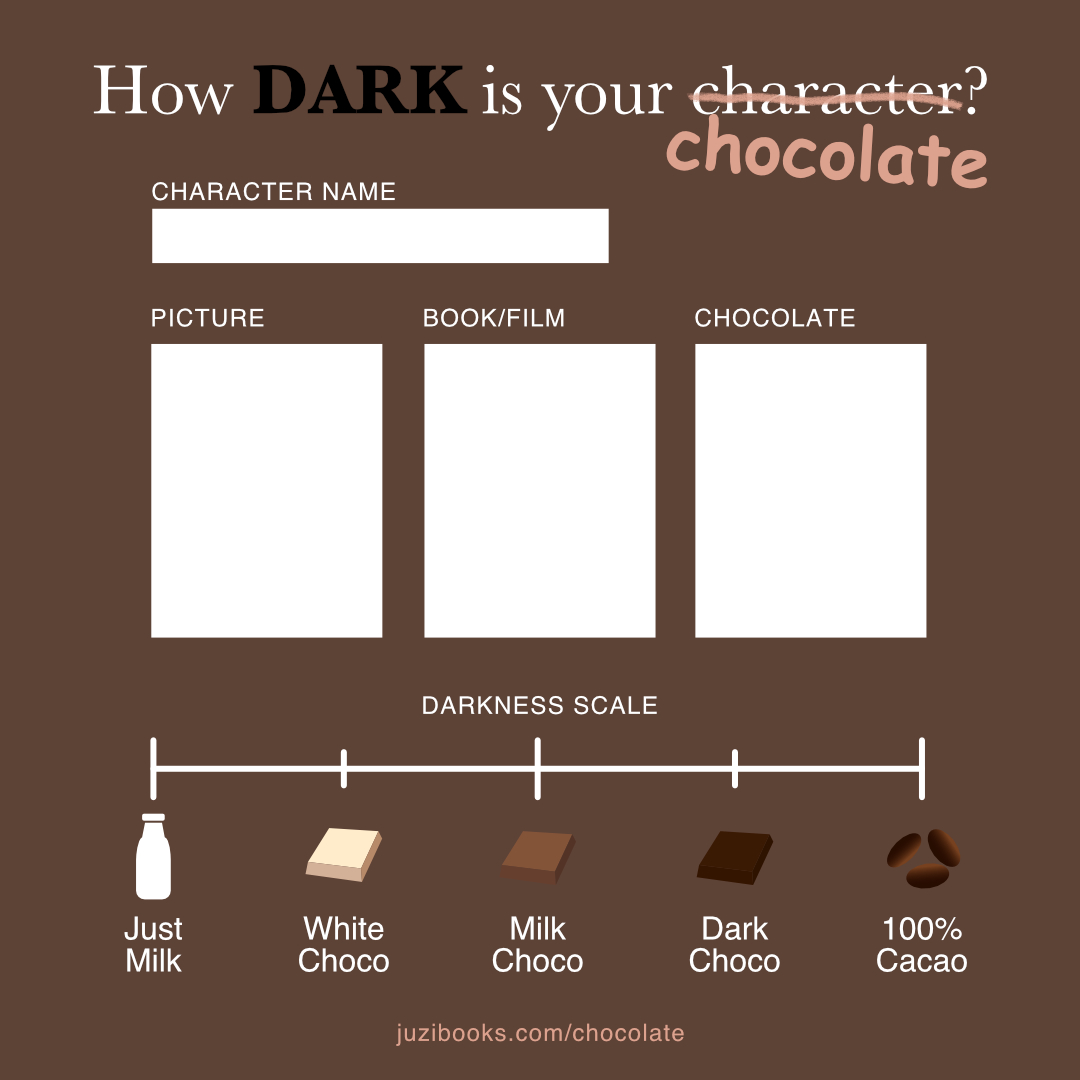 How DARK is your character?
chocolate
CHARACTER NAME
PICTURE
BOOK/FILM
CHOCOLATE
DARKNESS SCALE
Just
Milk
White
Choco
Milk
Choco
Dark
Choco
100%
Cacao
juzibooks.com/chocolate